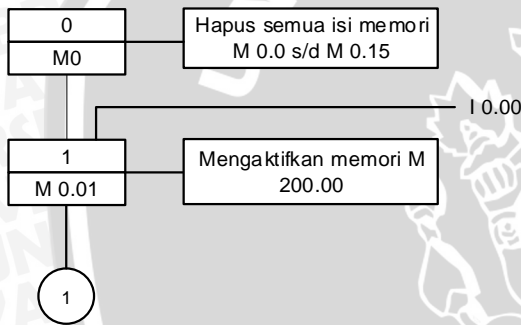 0
M0
Hapus semua isi memori
M 0.0 s/d M 0.15
I 0.00
1
M 0.01
Mengaktifkan memori M
200.00
1